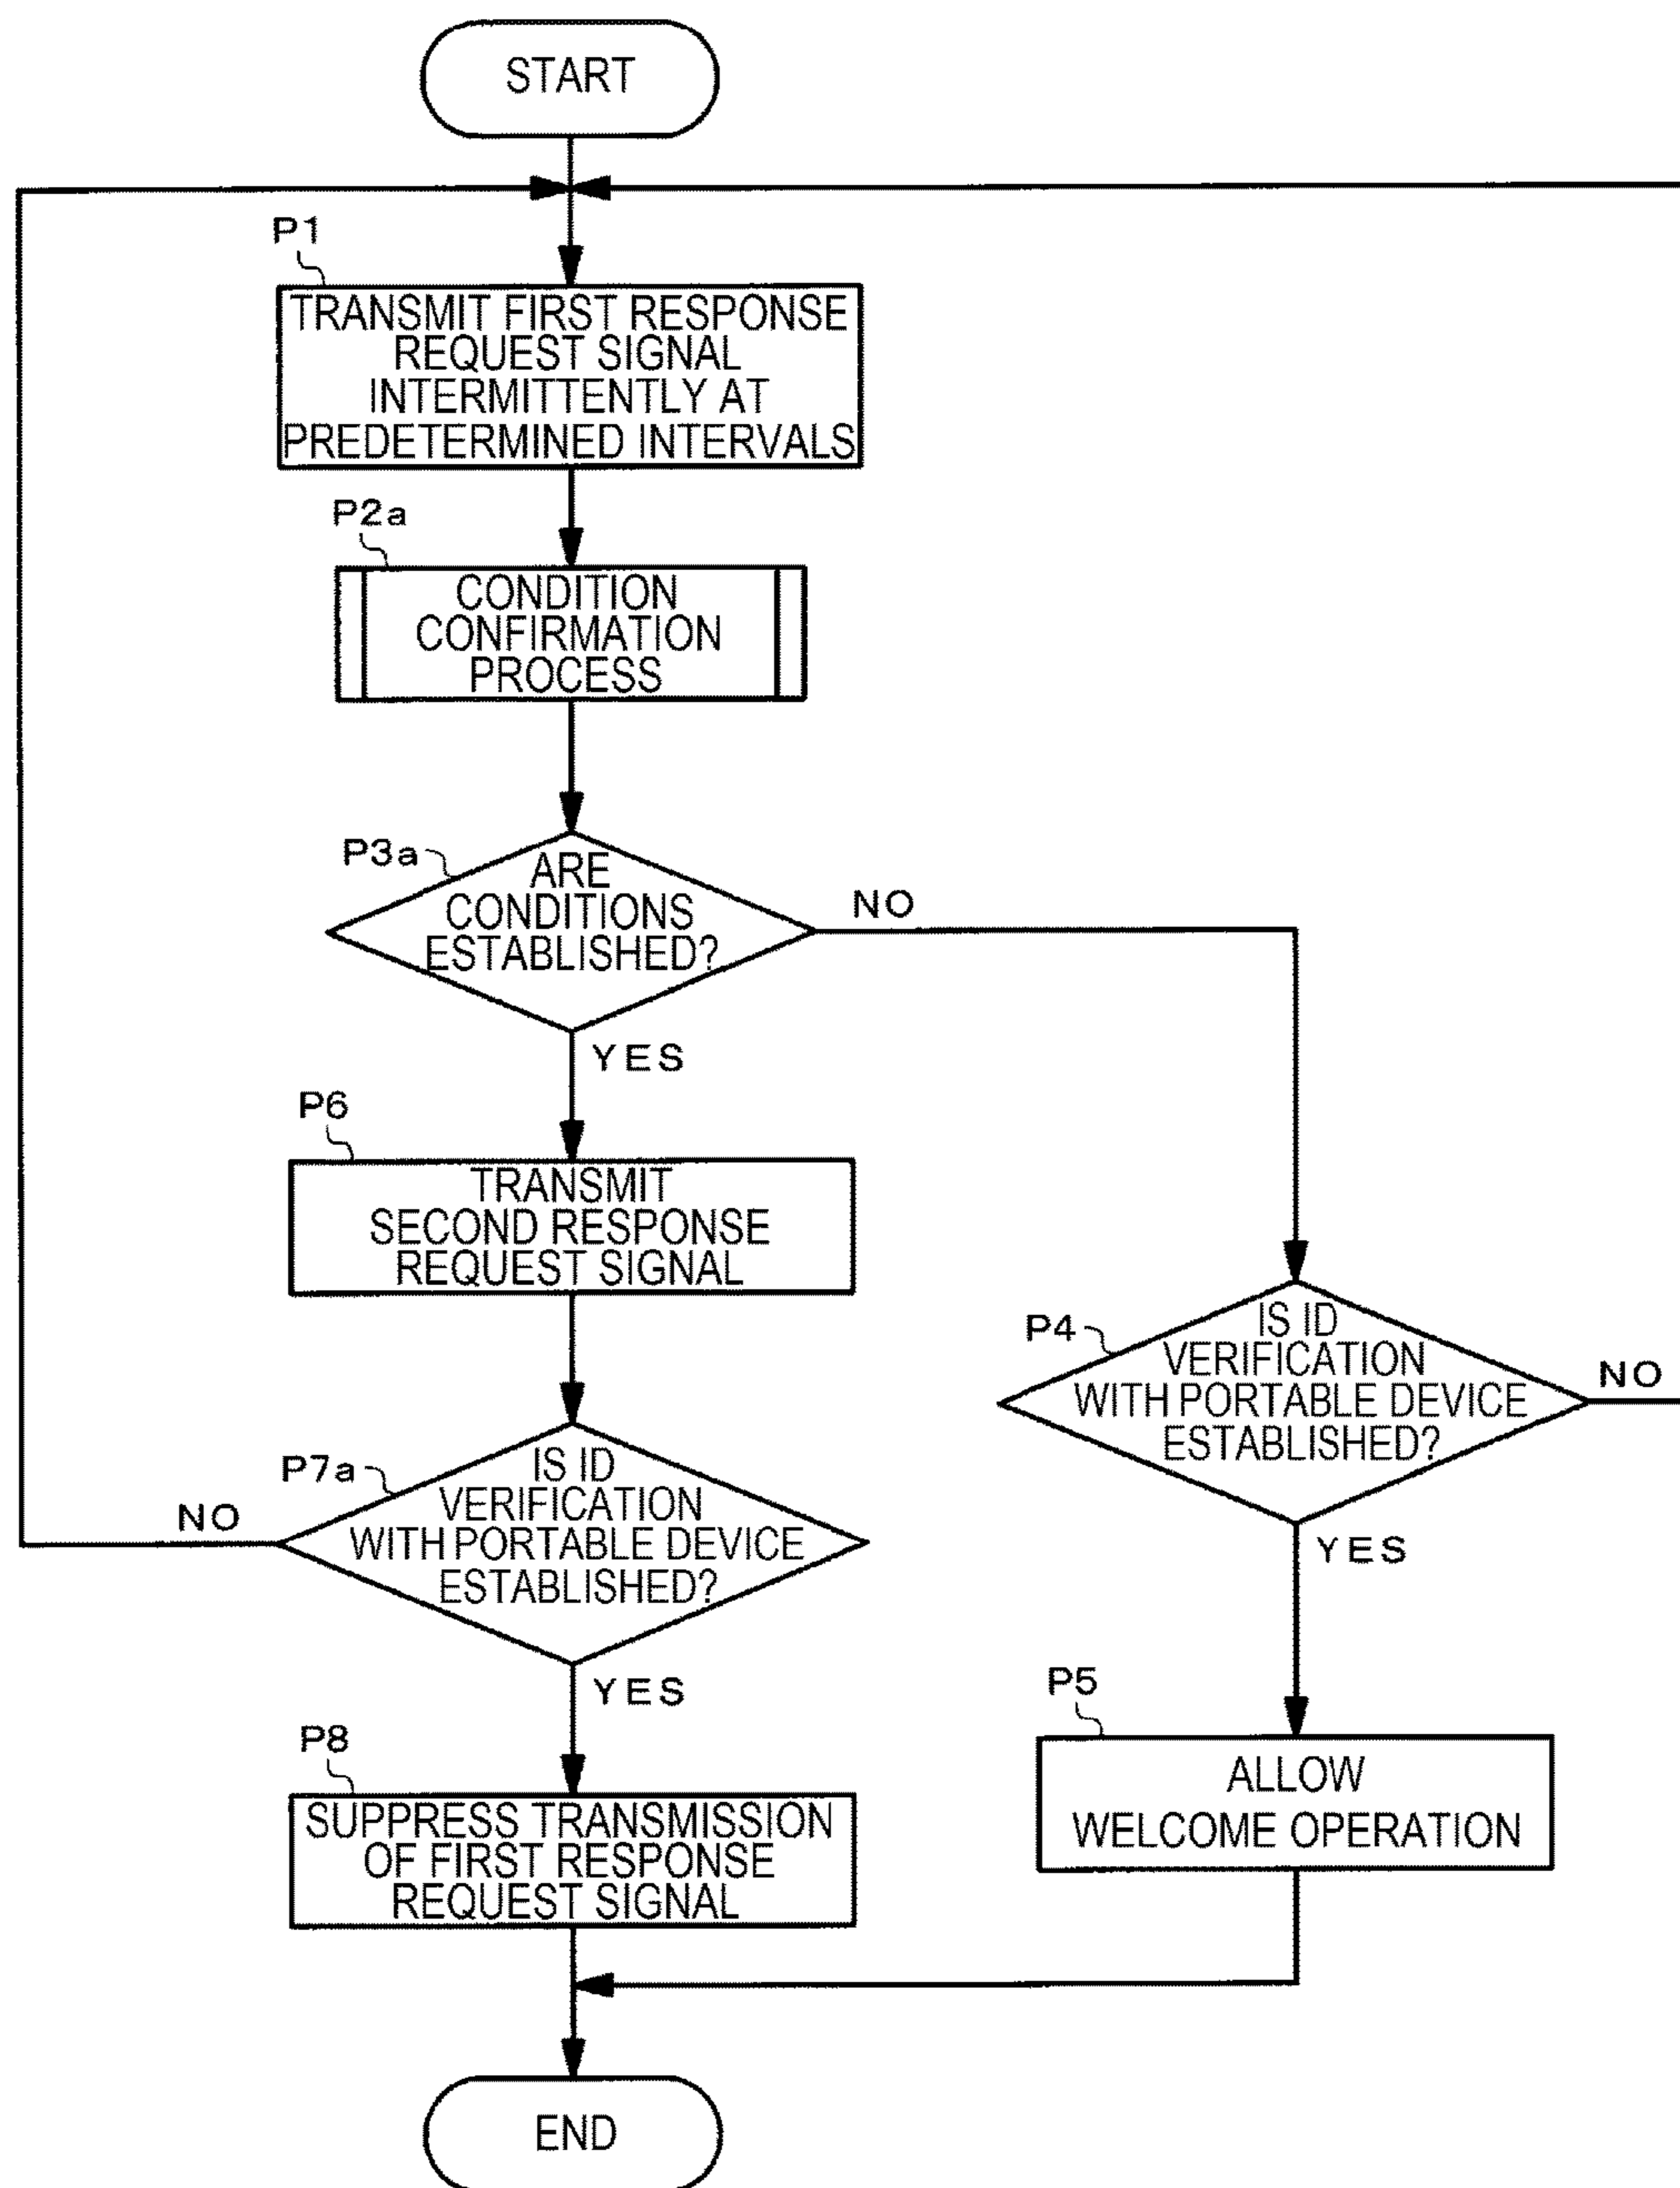 START
P1
TRANSMIT FIRST RESPONSE
REQUEST SIGNAL
INTERMITTENTLY AT
PREDETERMINED INTERVALS
P2a
CONDITION
CONFIRMATION
PROCESS
P3a
ARE
CONDITIONS
ESTABLISHED?
NO
YES
P6
TRANSMIT
SECOND RESPONSE
REQUEST SIGNAL
P4
IS ID
VERIFICATION
WITH PORTABLE DEVICE
ESTABLISHED?
NO
YES
P7a
IS ID
VERIFICATION
WITH PORTABLE DEVICE
ESTABLISHED?
NO
YES
P5
ALLOW
WELCOME OPERATION
P8
SUPPRESS TRANSMISSION
OF FIRST RESPONSE
REQUEST SIGNAL
END